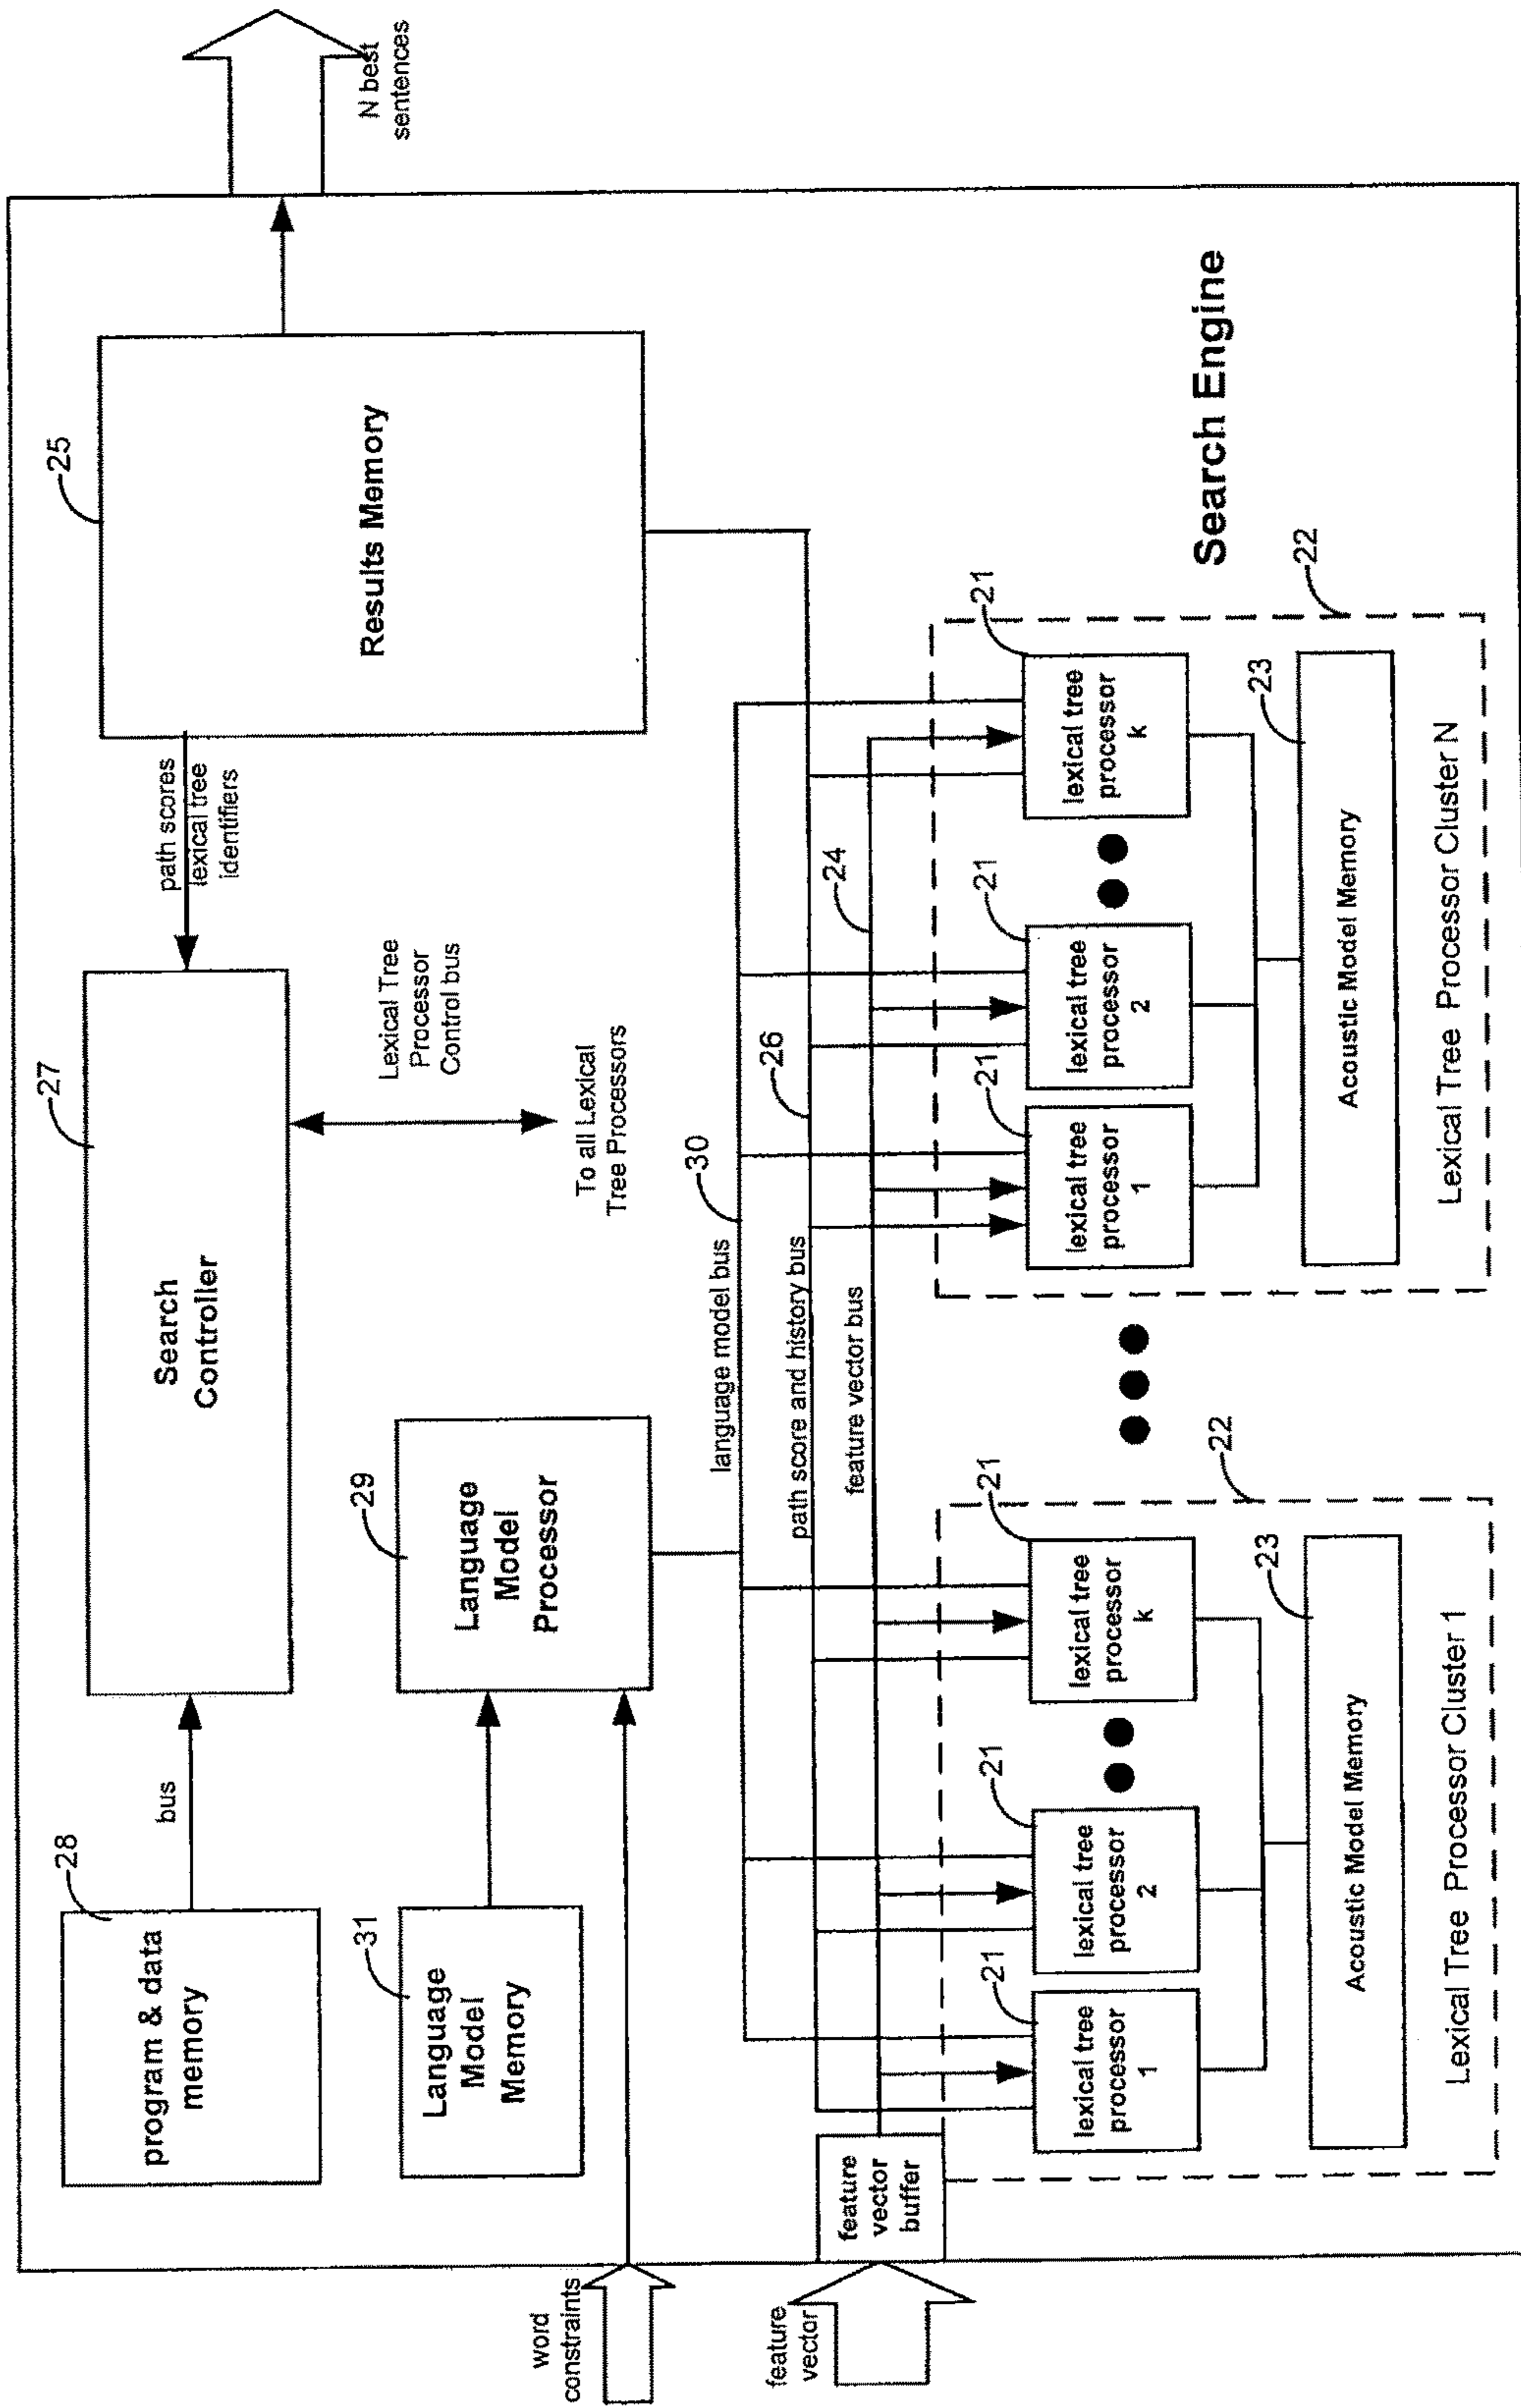 N best
sentences
25
Results Memory
path scores
lexical tree
identifiers
27
Search
Controller
Lexical Tree
Processor
Control bus
To all Lexical
Tree Processors
bus
28
program & data
memory
29
Language
Model
Processor
31
Language
Model
Memory
word
constraints
feature
vector
feature
vector
buffer
30
language model bus
26
path score and history bus
24
feature vector bus
Search Engine
22
21
lexical tree
processor
1
21
lexical tree
processor
2
21
lexical tree
processor
k
23
Acoustic Model Memory
Lexical Tree Processor Cluster 1
22
21
lexical tree
processor
1
21
lexical tree
processor
2
21
lexical tree
processor
k
23
Acoustic Model Memory
Lexical Tree Processor Cluster N